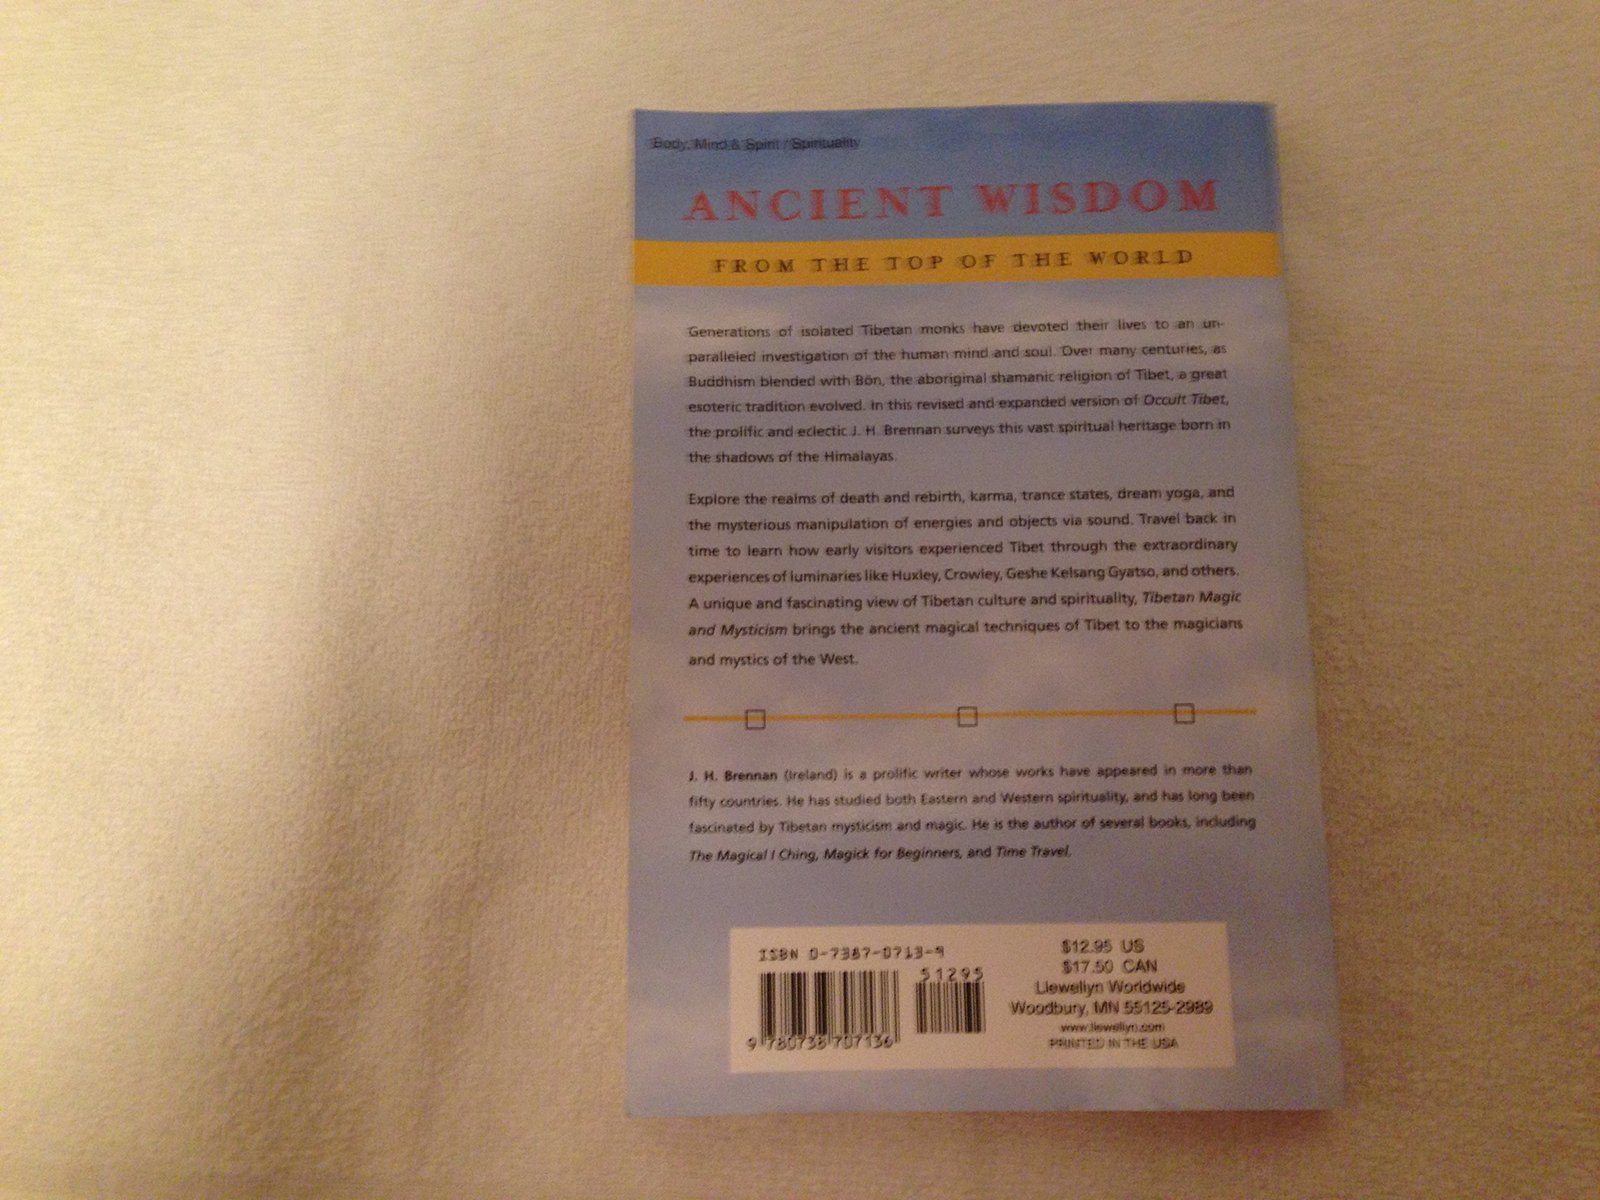 Body, Mind & Spirit / Spirituality
ANCIENT WISDOM
FROM THE TOP OF THE WORLD
Generations of isolated Tibetan monks have devoted their lives to an un-
paralleled investigation of the human mind and soul. Over many centuries, as
Buddhism blended with Bön, the aboriginal shamanic religion of Tibet, a great
esoteric tradition evolved. In this revised and expanded version of Occult Tibet,
the prolific and eclectic J. H. Brennan surveys this vast spiritual heritage born in
the shadows of the Himalayas.
Explore the realms of death and rebirth, karma, trance states, dream yoga, and
the mysterious manipulation of energies and objects via sound. Travel back in
time to learn how early visitors experienced Tibet through the extraordinary
experiences of luminaries like Huxley, Crowley, Geshe Kelsang Gyatso, and others.
A unique and fascinating view of Tibetan culture and spirituality, Tibetan Magic
and Mysticism brings the ancient magical techniques of Tibet to the magicians
and mystics of the West.
J. H. Brennan (Ireland) is a prolific writer whose works have appeared in more than
fifty countries. He has studied both Eastern and Western spirituality, and has long been
fascinated by Tibetan mysticism and magic. He is the author of several books, including
The Magical I Ching, Magick for Beginners, and Time Travel.
ISBN 0-7387-0713-9
51295
9 780738 707136
$12.95 US
$17.50 CAN
Llewellyn Worldwide
Woodbury, MN 55125-2989
www.llewellyn.com
PRINTED IN THE USA